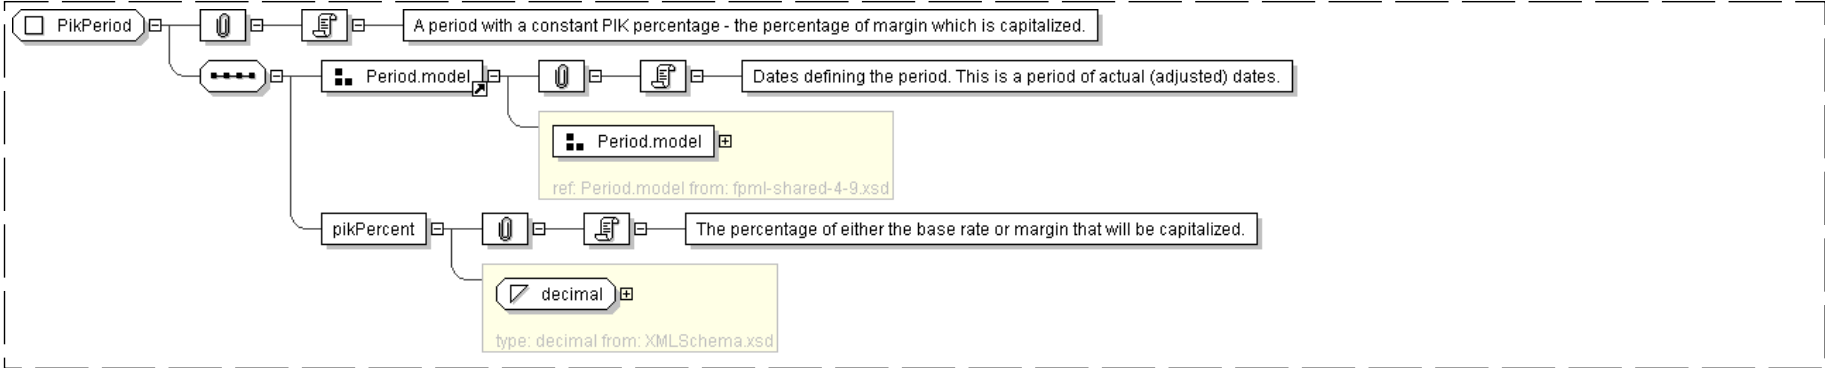 PikPeriod
A period with a constant PIK percentage - the percentage of margin which is capitalized.
Period.model
Dates defining the period. This is a period of actual (adjusted) dates.
Period.model
ref: Period.model from: fpml-shared-4-9.xsd
pikPercent
The percentage of either the base rate or margin that will be capitalized.
decimal
type: decimal from: XMLSchema.xsd